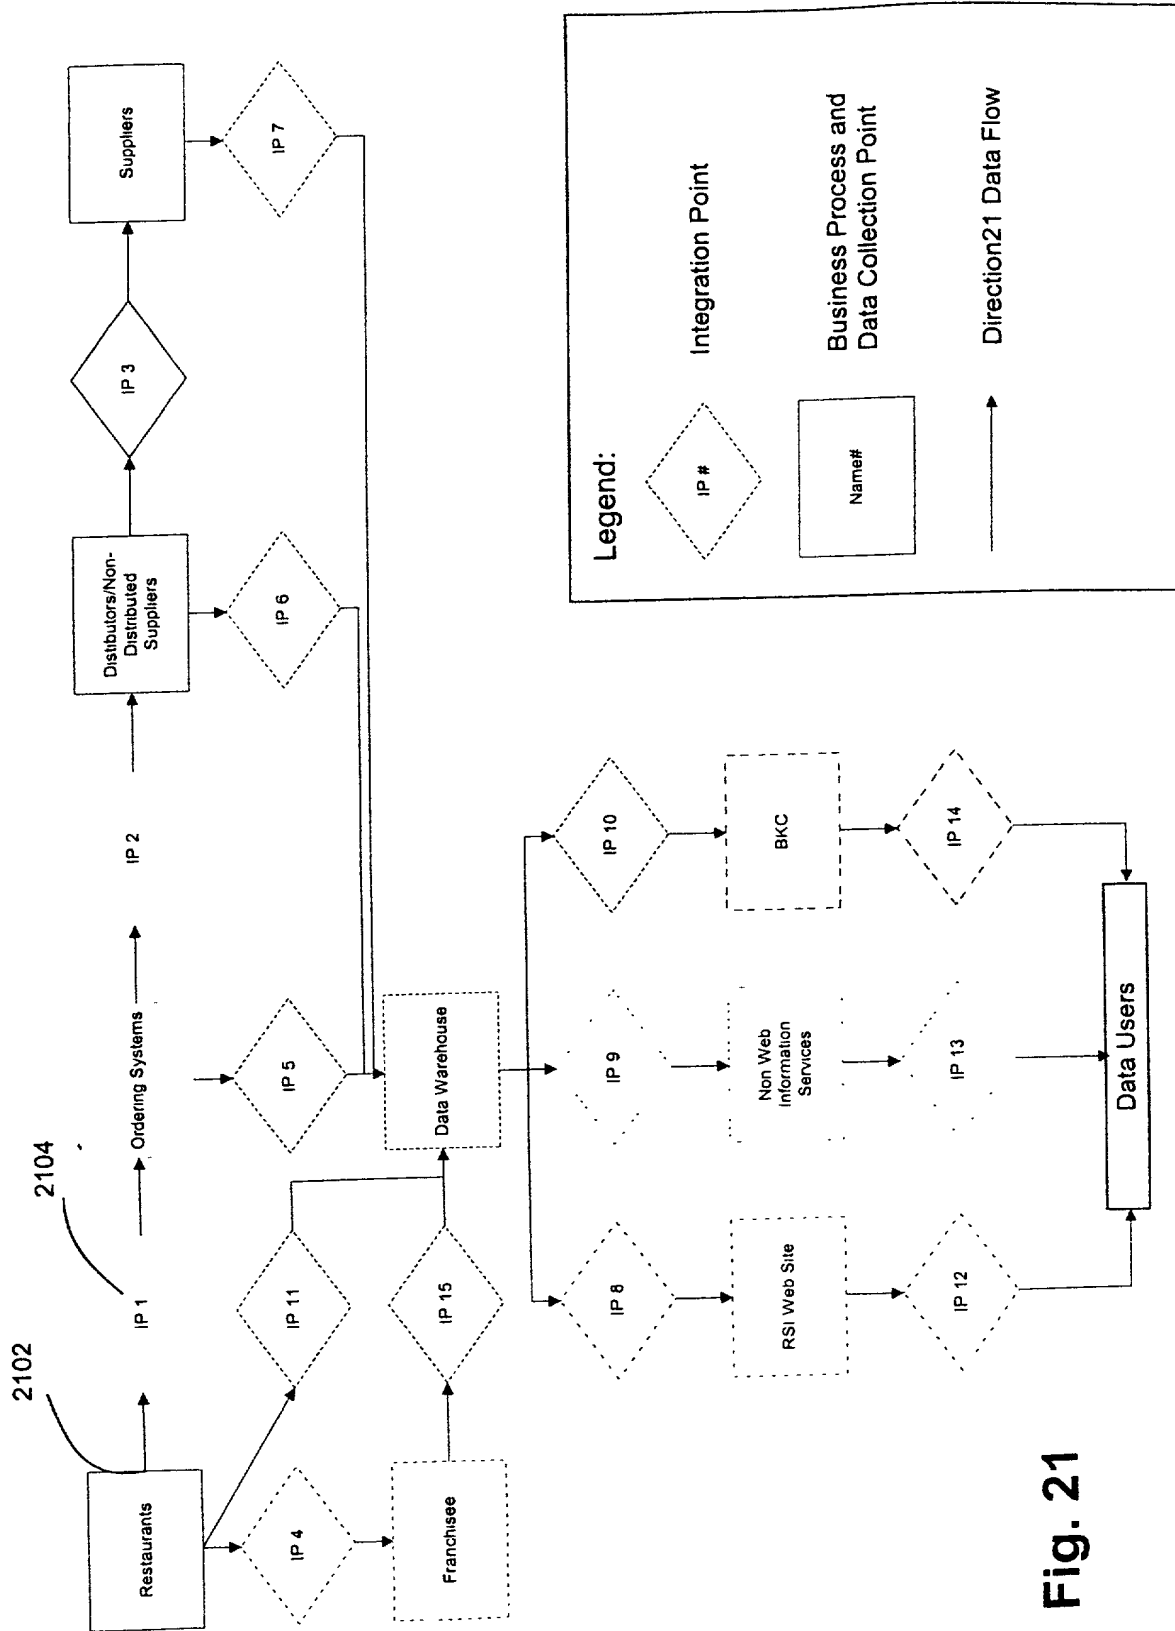 2102
2104
Restaurants
IP 1
Ordering Systems
IP 2
Distributors/Non-
Distributed
Suppliers
IP 3
Suppliers
IP 4
IP 11
IP 5
IP 6
IP 7
Franchisee
IP 15
Data Warehouse
IP 8
IP 9
IP 10
RSI Web Site
Non Web
Information
Services
BKC
IP 12
IP 13
IP 14
Data Users
Legend:
IP #
Integration Point
Name#
Business Process and
Data Collection Point
Direction21 Data Flow
Fig. 21